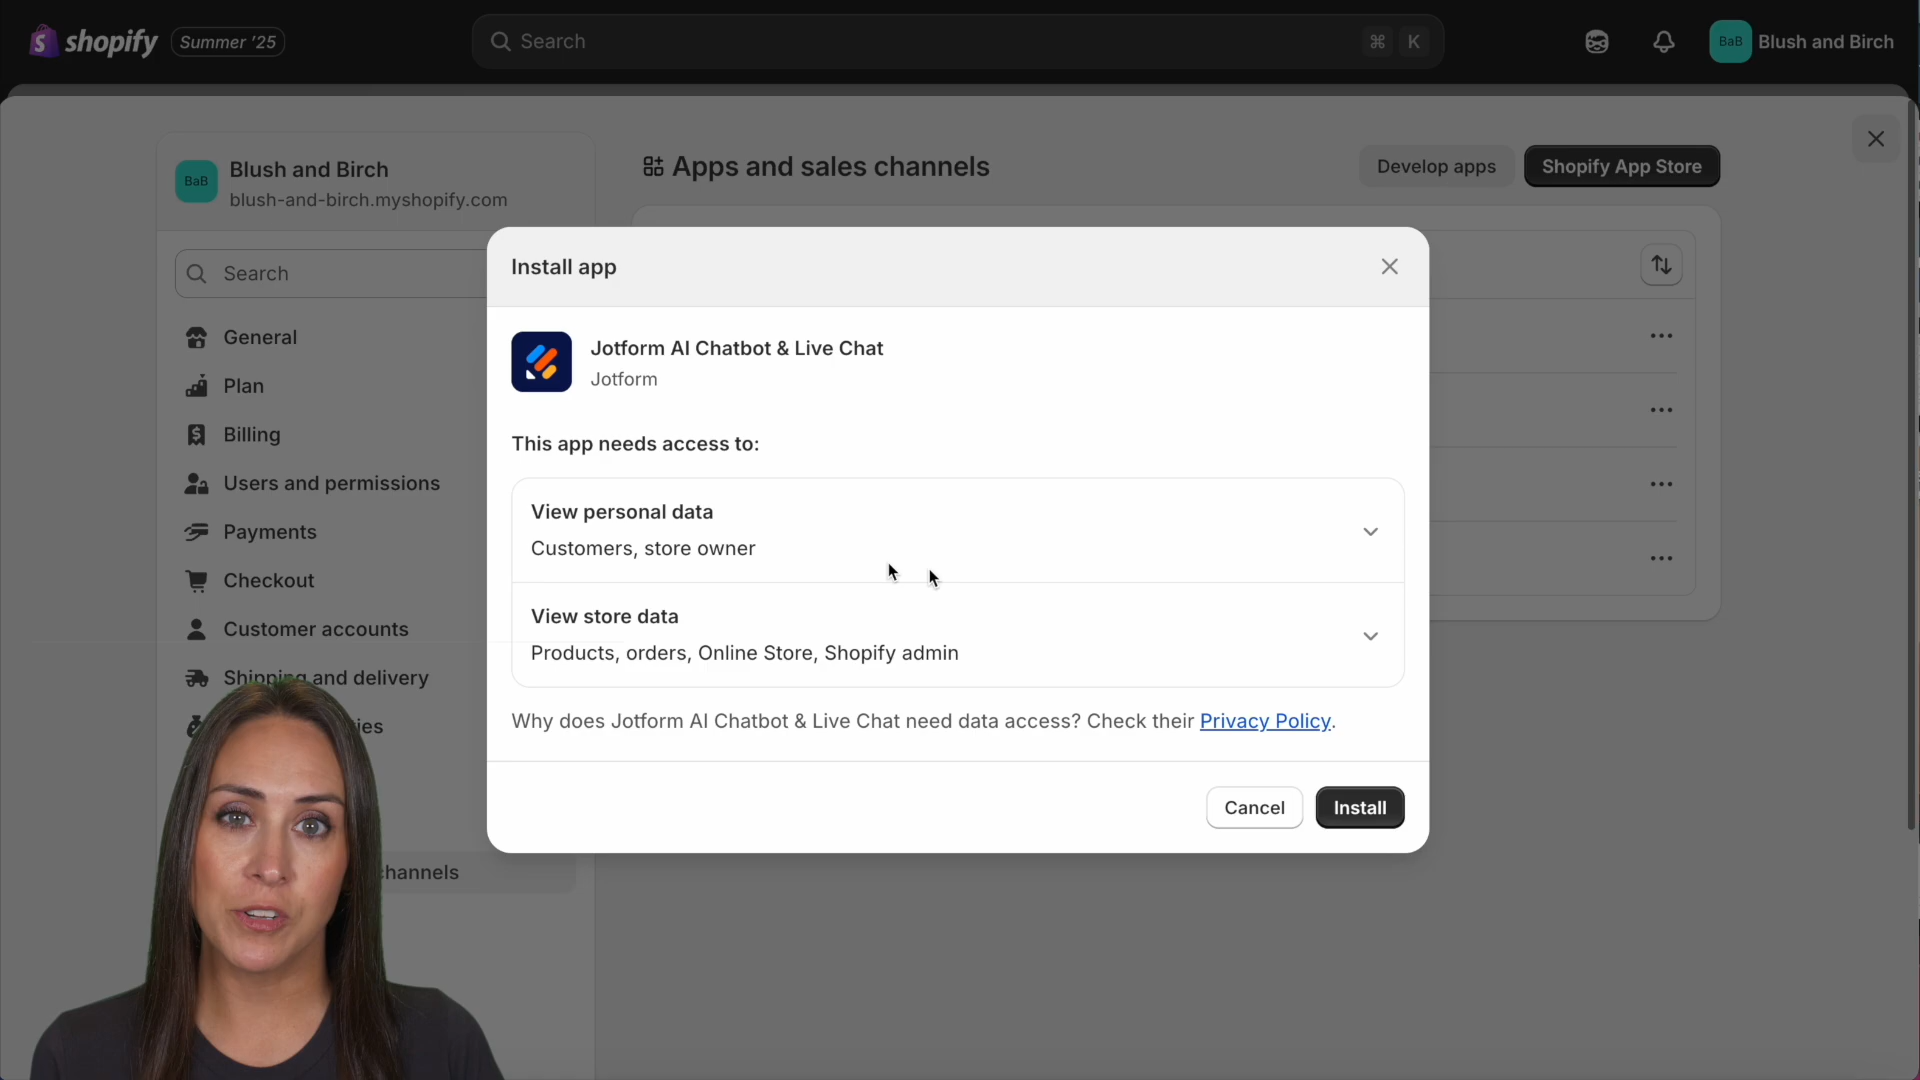 shopify Summer '25
Search ⌘ K
BaB Blush and Birch
BaB Blush and Birch
blush-and-birch.myshopify.com
Search
General
Plan
Billing
Users and permissions
Payments
Checkout
Customer accounts
Shipping and delivery
ies
channels
Apps and sales channels
Develop apps
Shopify App Store
Install app
Jotform AI Chatbot & Live Chat
Jotform
This app needs access to:
View personal data
Customers, store owner
View store data
Products, orders, Online Store, Shopify admin
Why does Jotform AI Chatbot & Live Chat need data access? Check their Privacy Policy.
Cancel
Install